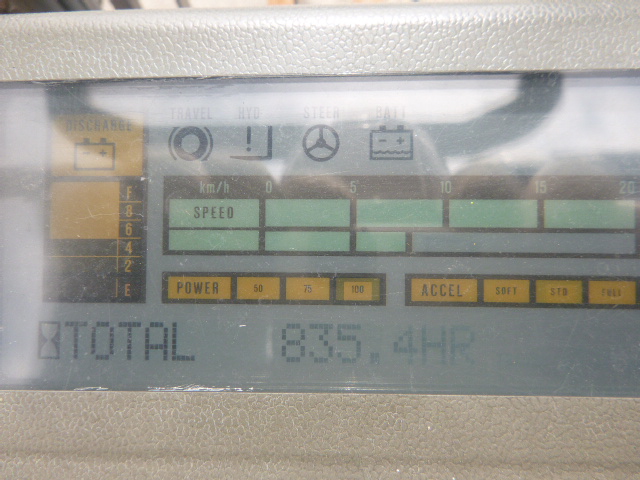 DISCHARGE TRAVEL HYD STEER BATT
km/h 0 5 10 15 20
F
8 SPEED
6
4
2
E POWER 50 75 100 ACCEL SOFT STD
TOTAL 835.4HR